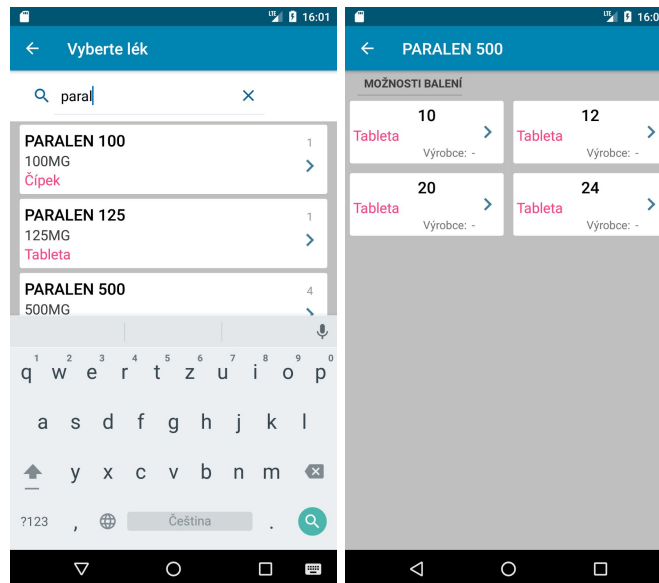 LTE 16:01
Vyberte lék
paral
PARALEN 100
1
100MG
Čípek
PARALEN 125
1
125MG
Tableta
PARALEN 500
4
500MG
1 2 3 4 5 6 7 8 9 0
q w e r t z u i o p
a s d f g h j k l
y x c v b n m
?123 , Čeština .
LTE 16:0
PARALEN 500
MOŽNOSTI BALENÍ
10
Tableta
Výrobce: -
12
Tableta
Výrobce: -
20
Tableta
Výrobce: -
24
Tableta
Výrobce: -